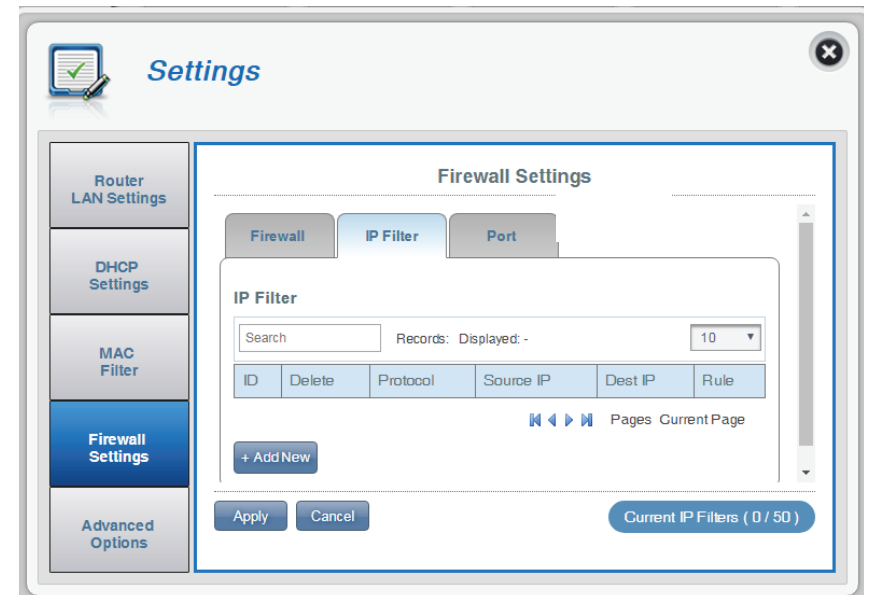 Settings
Router
LAN Settings
DHCP
Settings
MAC
Filter
Firewall
Settings
Advanced
Options
Firewall Settings
Firewall IP Filter Port
IP Filter
Search Records: Displayed: - 10
ID Delete Protocol Source IP Dest IP Rule
Pages Current Page
+ Add New
Apply Cancel Current IP Filters ( 0 / 50 )